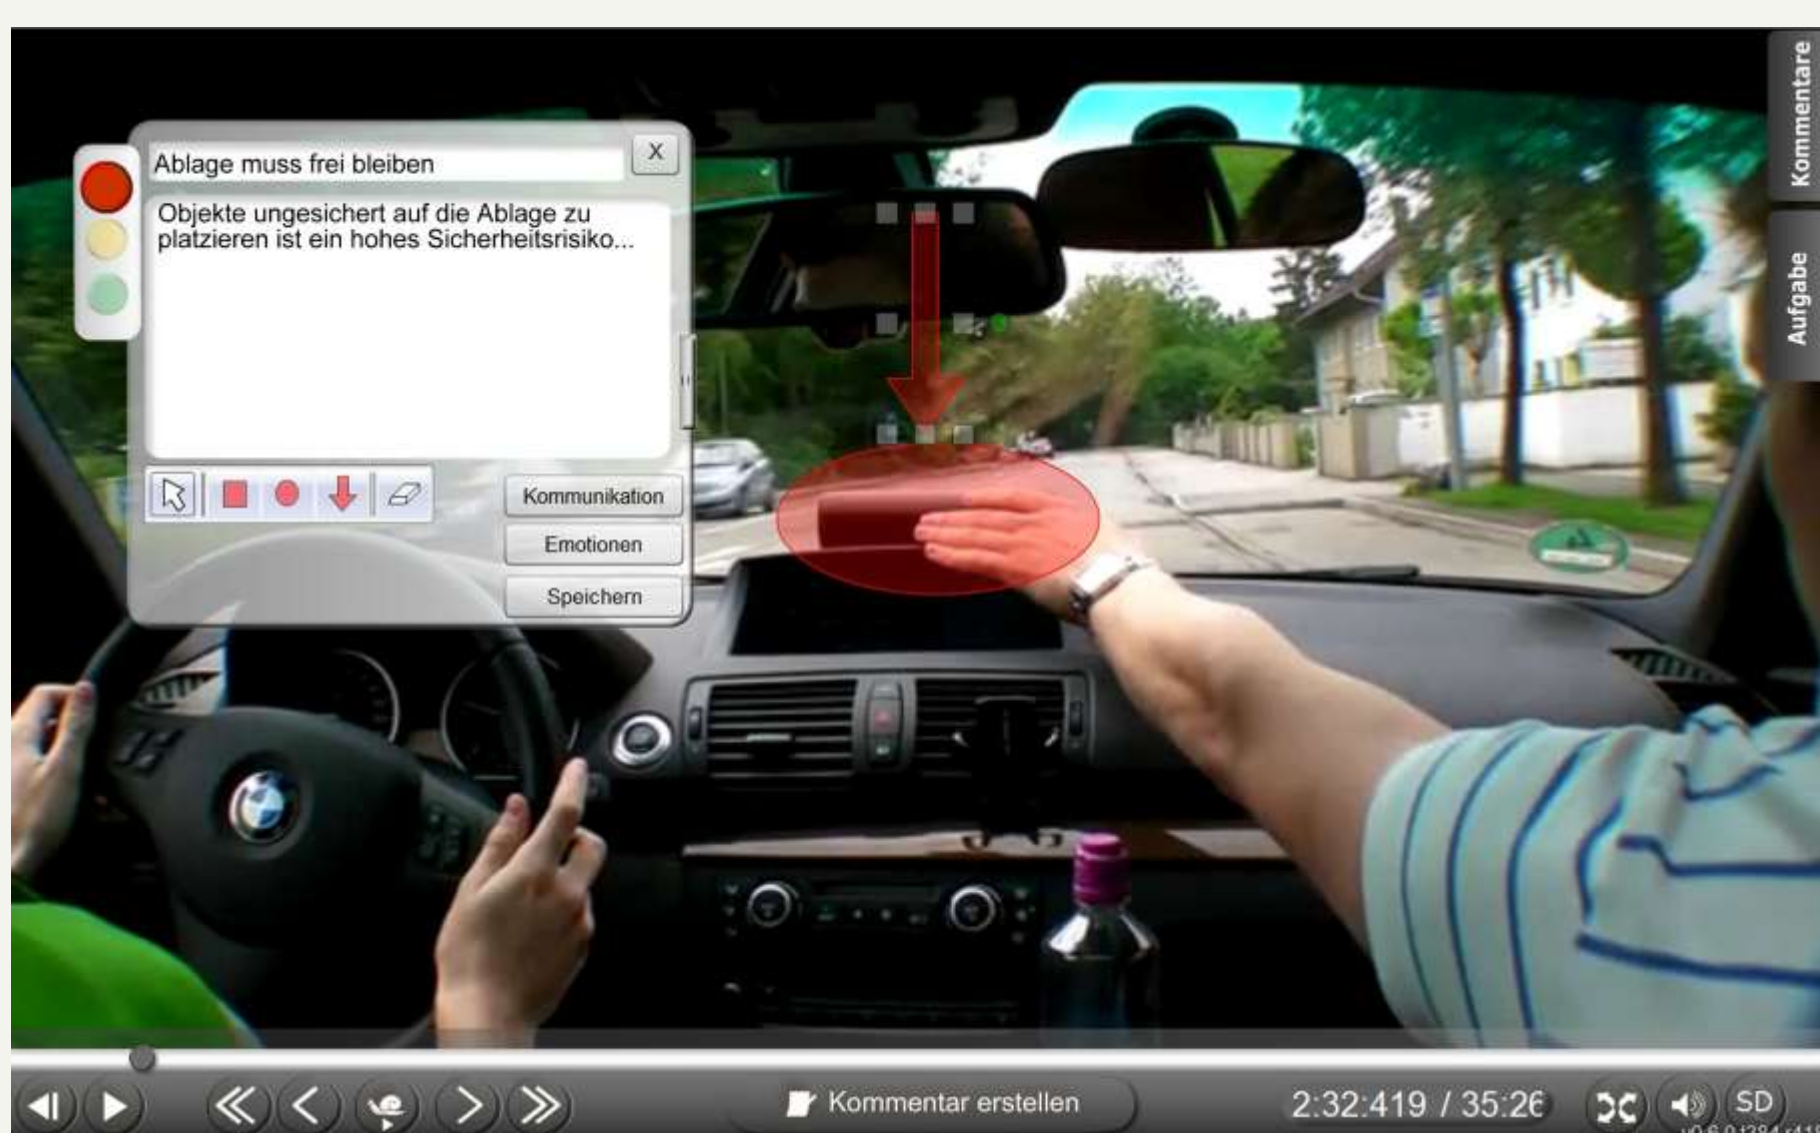 Kommentare
Aufgabe
Ablage muss frei bleiben
X
Objekte ungesichert auf die Ablage zu
platzieren ist ein hohes Sicherheitsrisiko...
Kommunikation
Emotionen
Speichern
Kommentar erstellen
2:32:419 / 35:26
SD